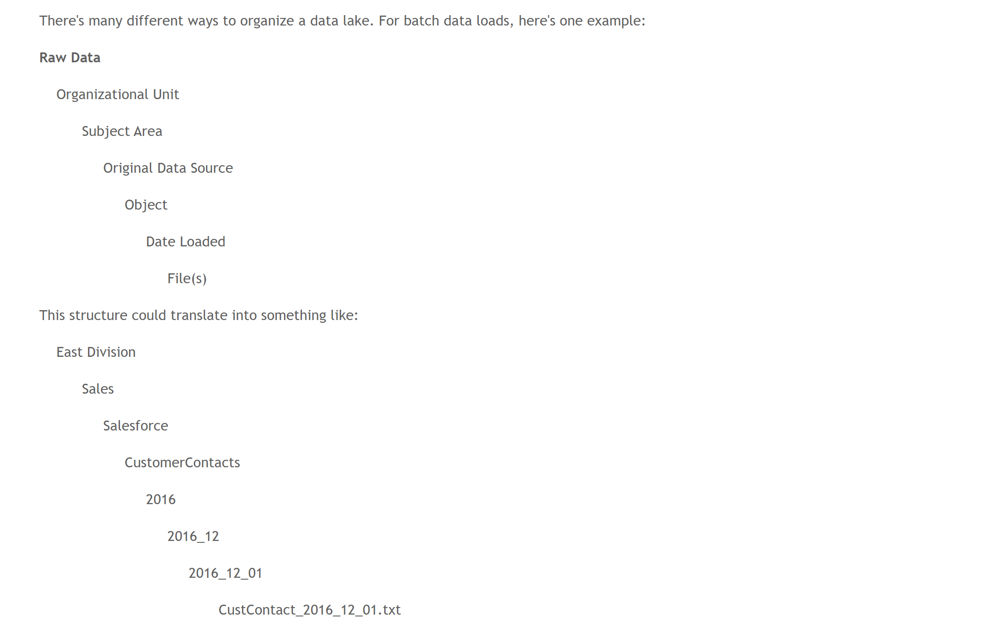 There's many different ways to organize a data lake. For batch data loads, here's one example:
Raw Data
Organizational Unit
Subject Area
Original Data Source
Object
Date Loaded
File(s)
This structure could translate into something like:
East Division
Sales
Salesforce
CustomerContacts
2016
2016_12
2016_12_01
CustContact_2016_12_01.txt